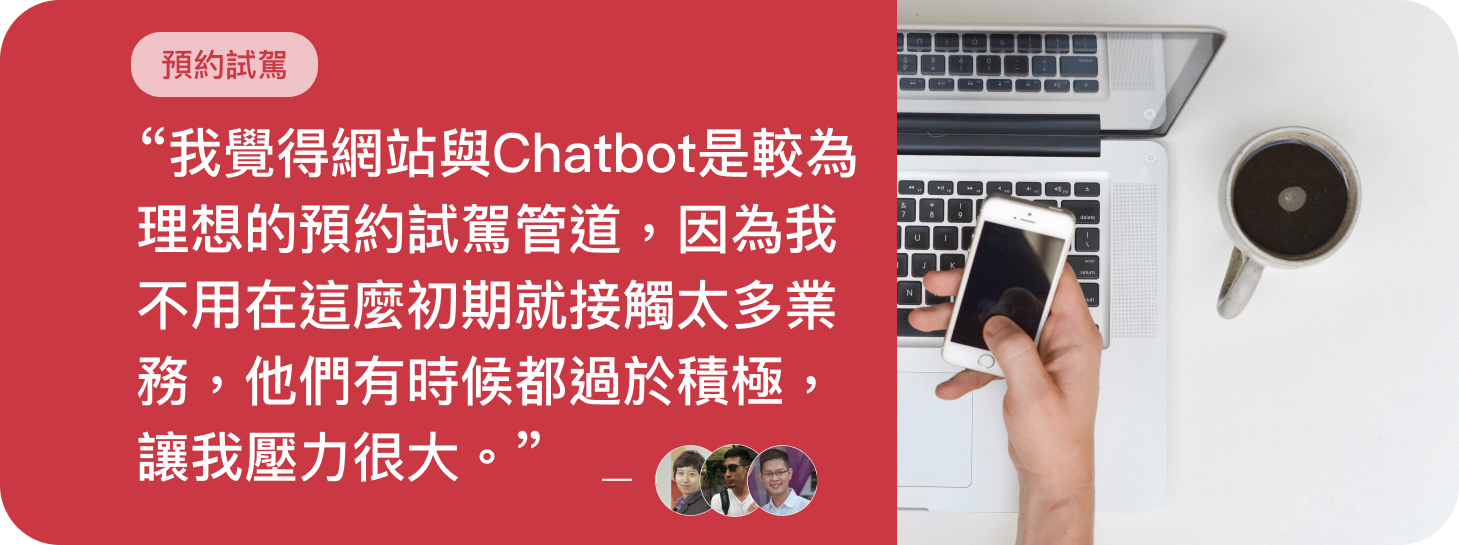 預約試駕
“我覺得網站與Chatbot是較為
理想的預約試駕管道，因為我
不用在這麼初期就接觸太多業
務，他們有時候都過於積極，
讓我壓力很大。”
—
delete
enter
return